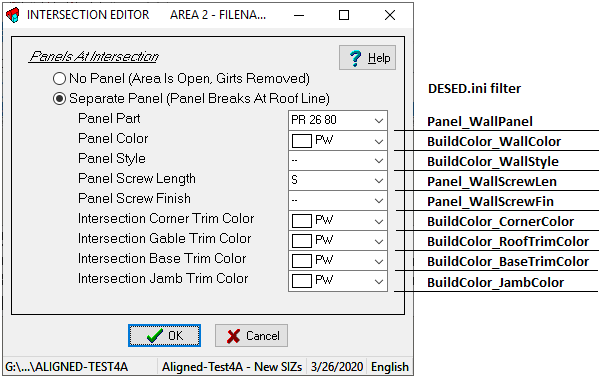 INTERSECTION EDITOR AREA 2 - FILENA...
Panels At Intersection
Help
No Panel (Area Is Open, Girts Removed)
Separate Panel (Panel Breaks At Roof Line)
DESED.ini filter
Panel Part PR 26 80 Panel_WallPanel
Panel Color PW BuildColor_WallColor
Panel Style -- BuildColor_WallStyle
Panel Screw Length S Panel_WallScrewLen
Panel Screw Finish -- Panel_WallScrewFin
Intersection Corner Trim Color PW BuildColor_CornerColor
Intersection Gable Trim Color PW BuildColor_RoofTrimColor
Intersection Base Trim Color PW BuildColor_BaseTrimColor
Intersection Jamb Trim Color PW BuildColor_JambColor
OK Cancel
G:\...\ALIGNED-TEST4A Aligned-Test4A - New SIZs 3/26/2020 English